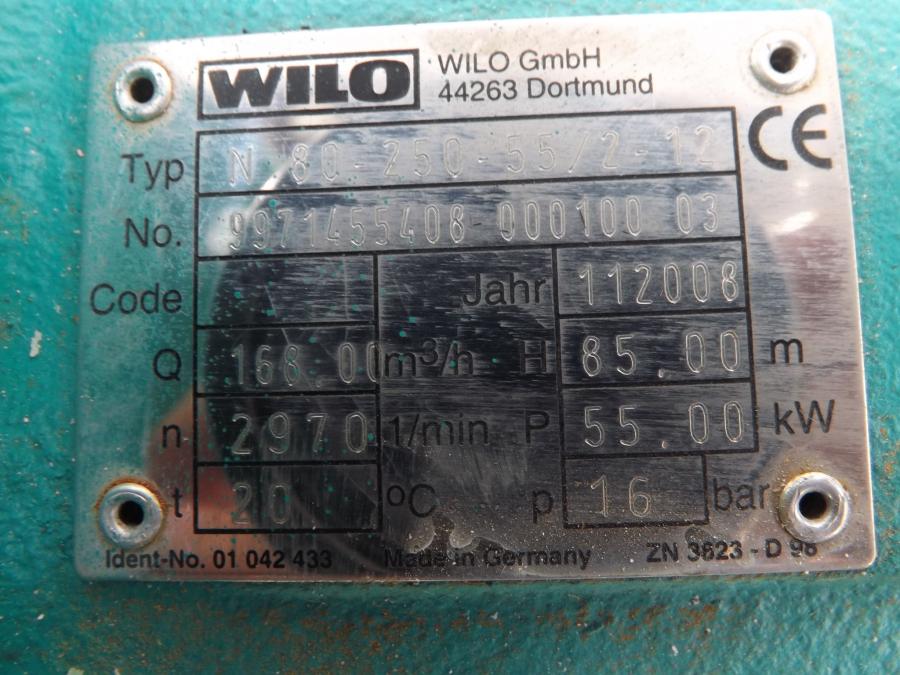 WILO WILO GmbH
44263 Dortmund
CE
Typ N 80-250-55/2-12
No. 9971455408-000100 03
Code Jahr 112008
Q 168.00 m³/h H 85.00 m
n 2970 1/min P 55.00 kW
t 20 °C p 16 bar
Ident-No. 01 042 433 Made in Germany ZN 3823 - D 98